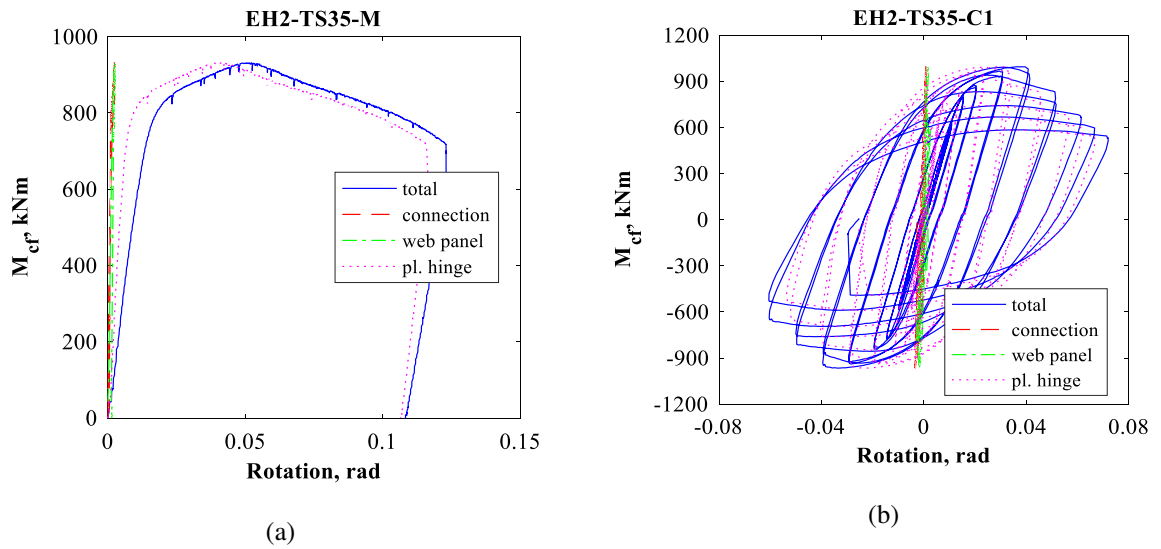 EH2-TS35-M
1000
800
600
400
200
0
M_cf, kNm
total
connection
web panel
pl. hinge
0 0.05 0.1 0.15
Rotation, rad
(a)
EH2-TS35-C1
1200
900
600
300
0
-300
-600
-900
-1200
M_cf, kNm
total
connection
web panel
pl. hinge
-0.08 -0.04 0 0.04 0.08
Rotation, rad
(b)